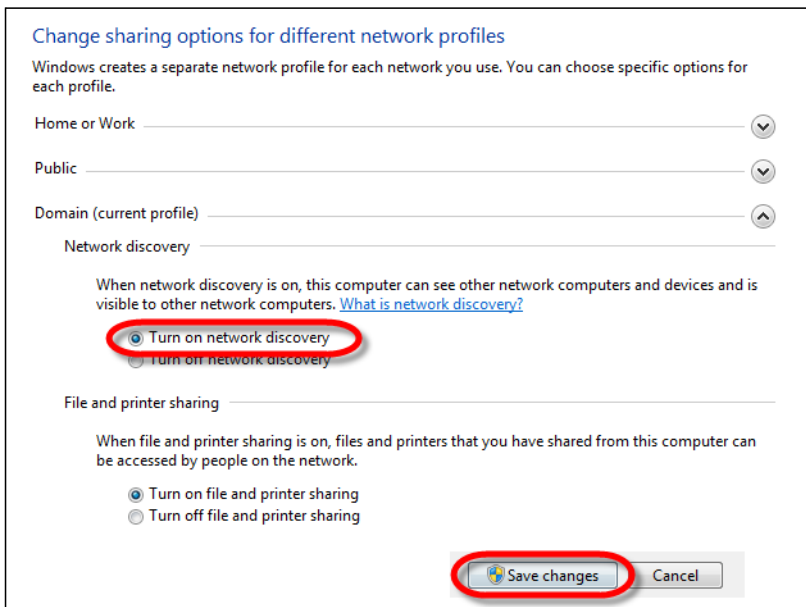 Change sharing options for different network profiles
Windows creates a separate network profile for each network you use. You can choose specific options for
each profile.
Home or Work
Public
Domain (current profile)
Network discovery
When network discovery is on, this computer can see other network computers and devices and is
visible to other network computers. What is network discovery?
Turn on network discovery
Turn off network discovery
File and printer sharing
When file and printer sharing is on, files and printers that you have shared from this computer can
be accessed by people on the network.
Turn on file and printer sharing
Turn off file and printer sharing
Save changes Cancel